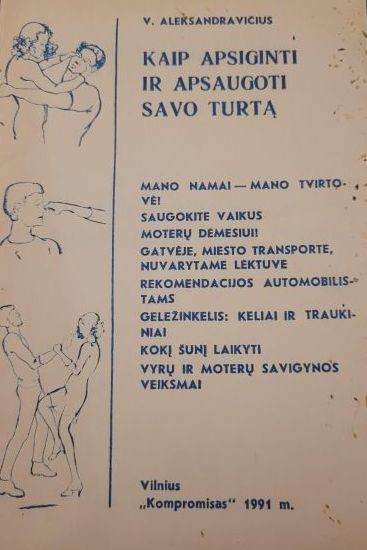 V. ALEKSANDRAVIČIUS
KAIP APSIGINTI
IR APSAUGOTI
SAVO TURTĄ
MANO NAMAI — MANO TVIRTO-
VĖ!
SAUGOKITE VAIKUS
MOTERŲ DĖMESIUI!
GATVĖJE, MIESTO TRANSPORTE,
NUVARYTAME LĖKTUVE
REKOMENDACIJOS AUTOMOBILIS-
TAMS
GELEŽINKELIS: KELIAI IR TRAUKI-
NIAI
KOKĮ ŠUNĮ LAIKYTI
VYRŲ IR MOTERŲ SAVIGYNOS
VEIKSMAI
Vilnius
„Kompromisas" 1991 m.